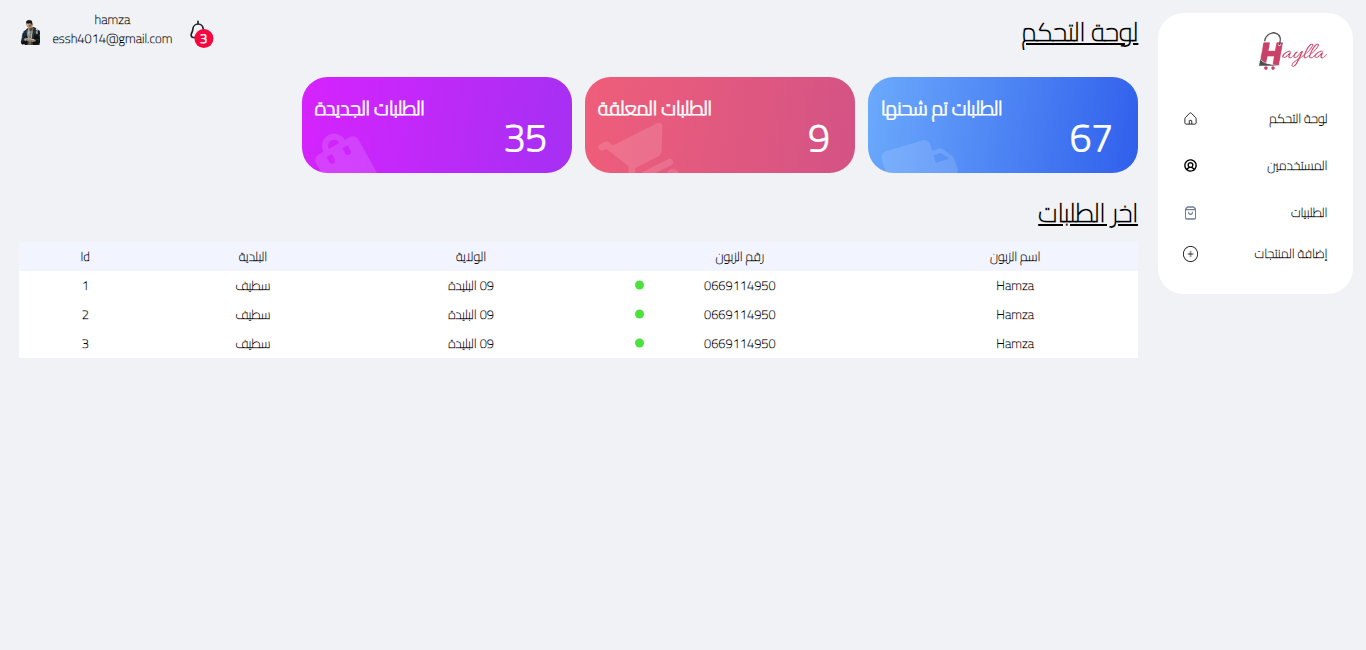 Haylla
لوحة التحكم
المستخدمين
الطلبيات
إضافة المنتجات
لوحة التحكم
3
hamza
essh4014@gmail.com
الطلبات تم شحنها
67
الطلبات المعلقة
9
الطلبات الجديدة
35
اخر الطلبات
اسم الزبون رقم الزبون الولاية البلدية Id
Hamza 0669114950 09 البليدة سطيف 1
Hamza 0669114950 09 البليدة سطيف 2
Hamza 0669114950 09 البليدة سطيف 3